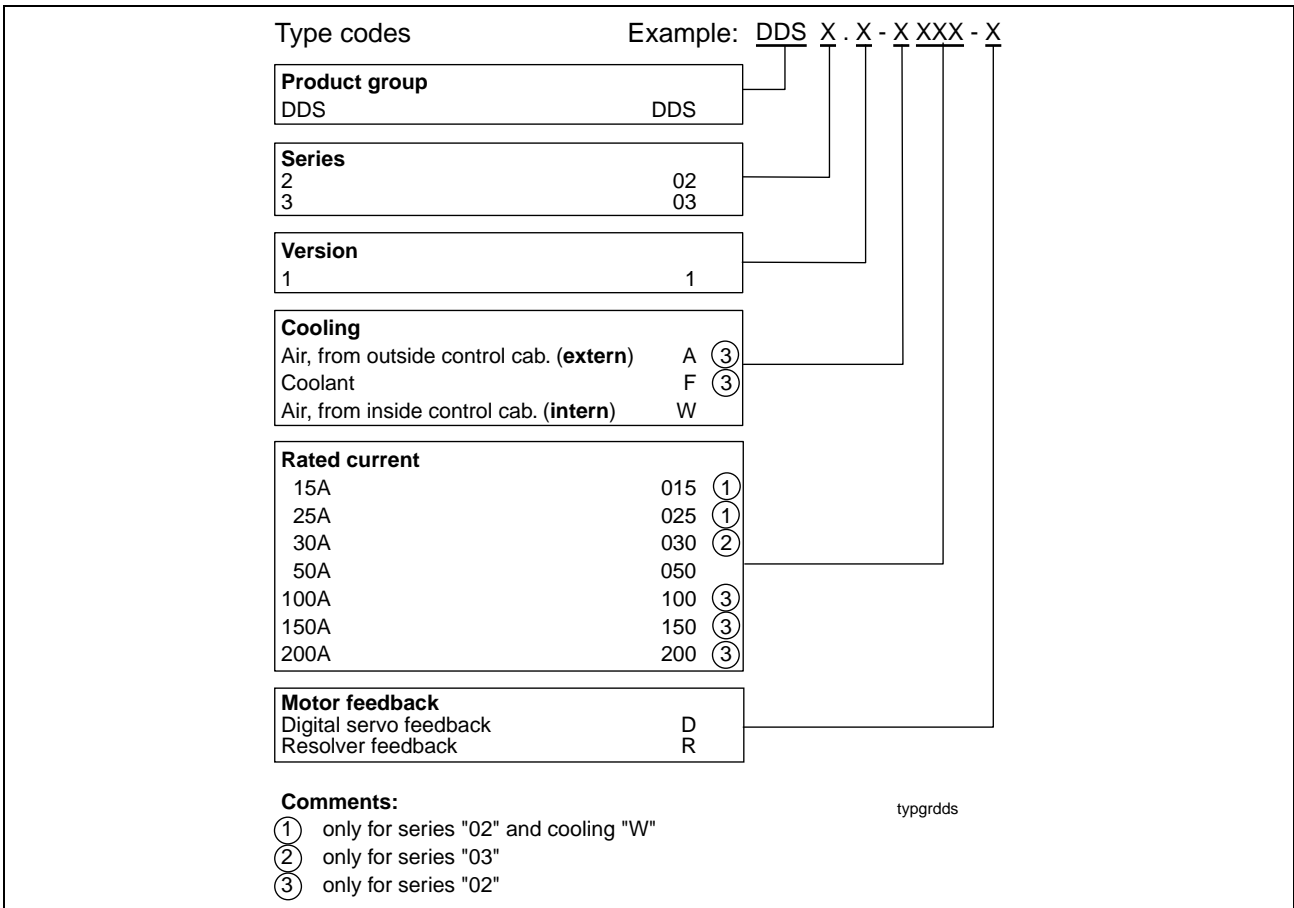 Type codes Example: DDS X . X - X XXX - X
Product group
DDS DDS
Series
2 02
3 03
Version
1 1
Cooling
Air, from outside control cab. (extern) A 3
Coolant F 3
Air, from inside control cab. (intern) W
Rated current
15A 015 1
25A 025 1
30A 030 2
50A 050
100A 100 3
150A 150 3
200A 200 3
Motor feedback
Digital servo feedback D
Resolver feedback R
Comments:
typgrdds
1 only for series "02" and cooling "W"
2 only for series "03"
3 only for series "02"